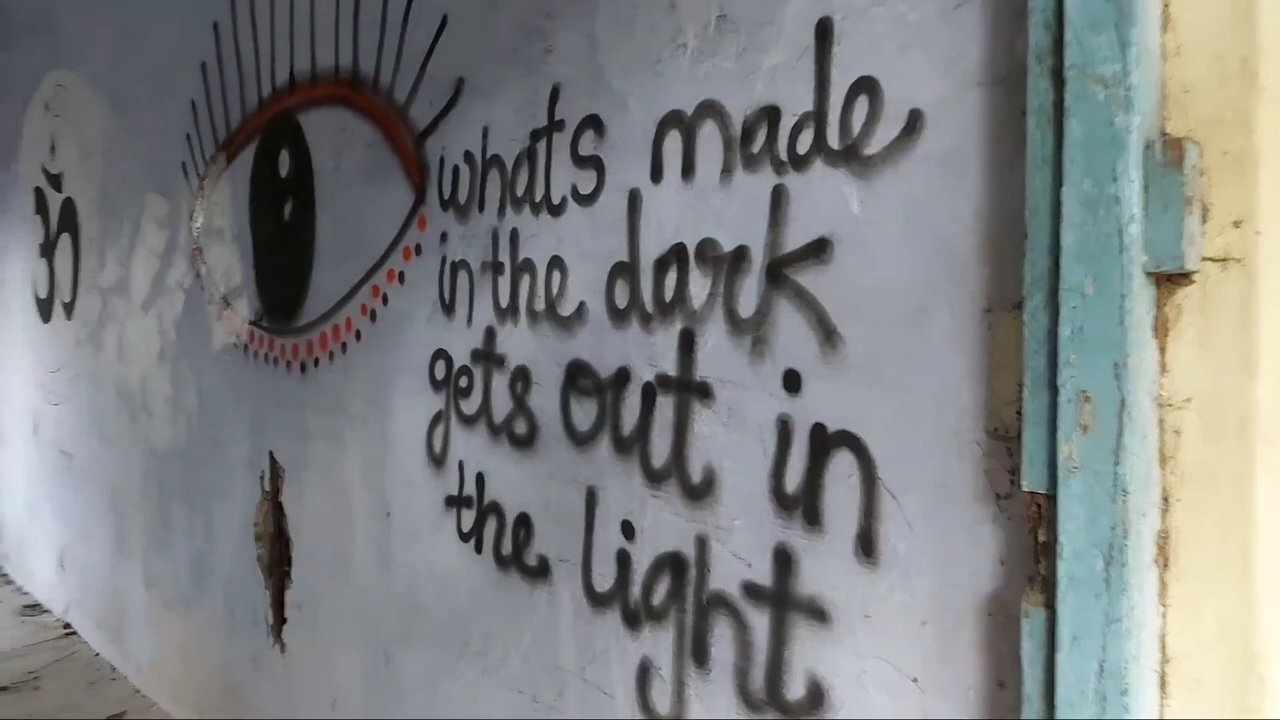 ॐ
whats made
in the dark
gets out in
the light